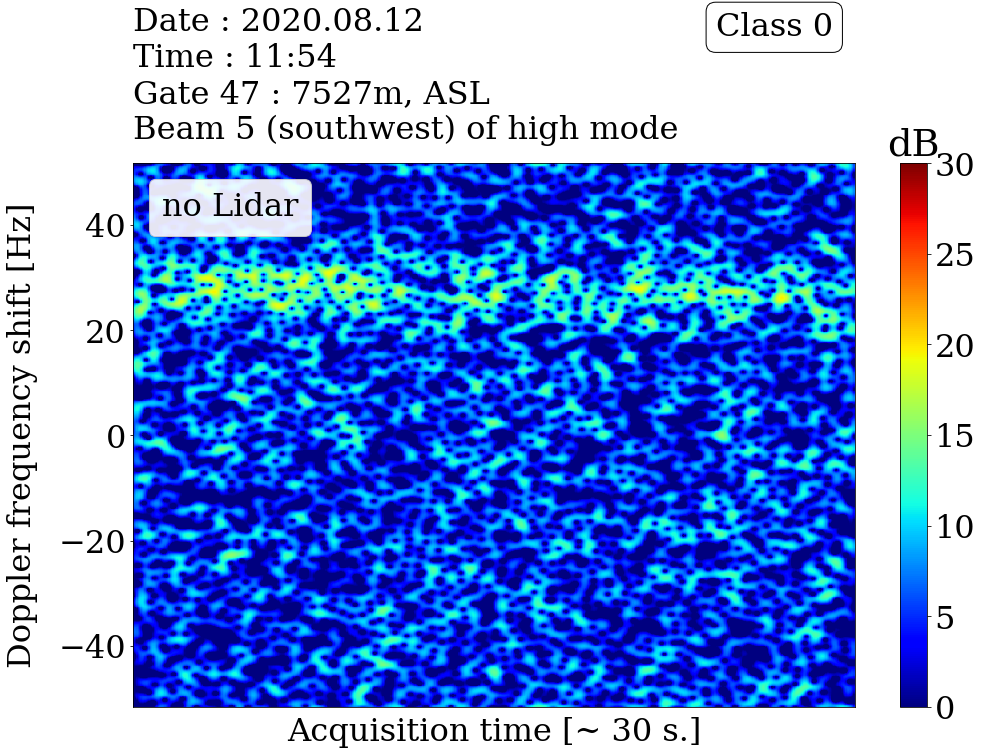 Date : 2020.08.12
Time : 11:54
Gate 47 : 7527m, ASL
Beam 5 (southwest) of high mode
Class 0
dB
no Lidar
Doppler frequency shift [Hz]
40
20
0
−20
−40
30
25
20
15
10
5
0
Acquisition time [~ 30 s.]